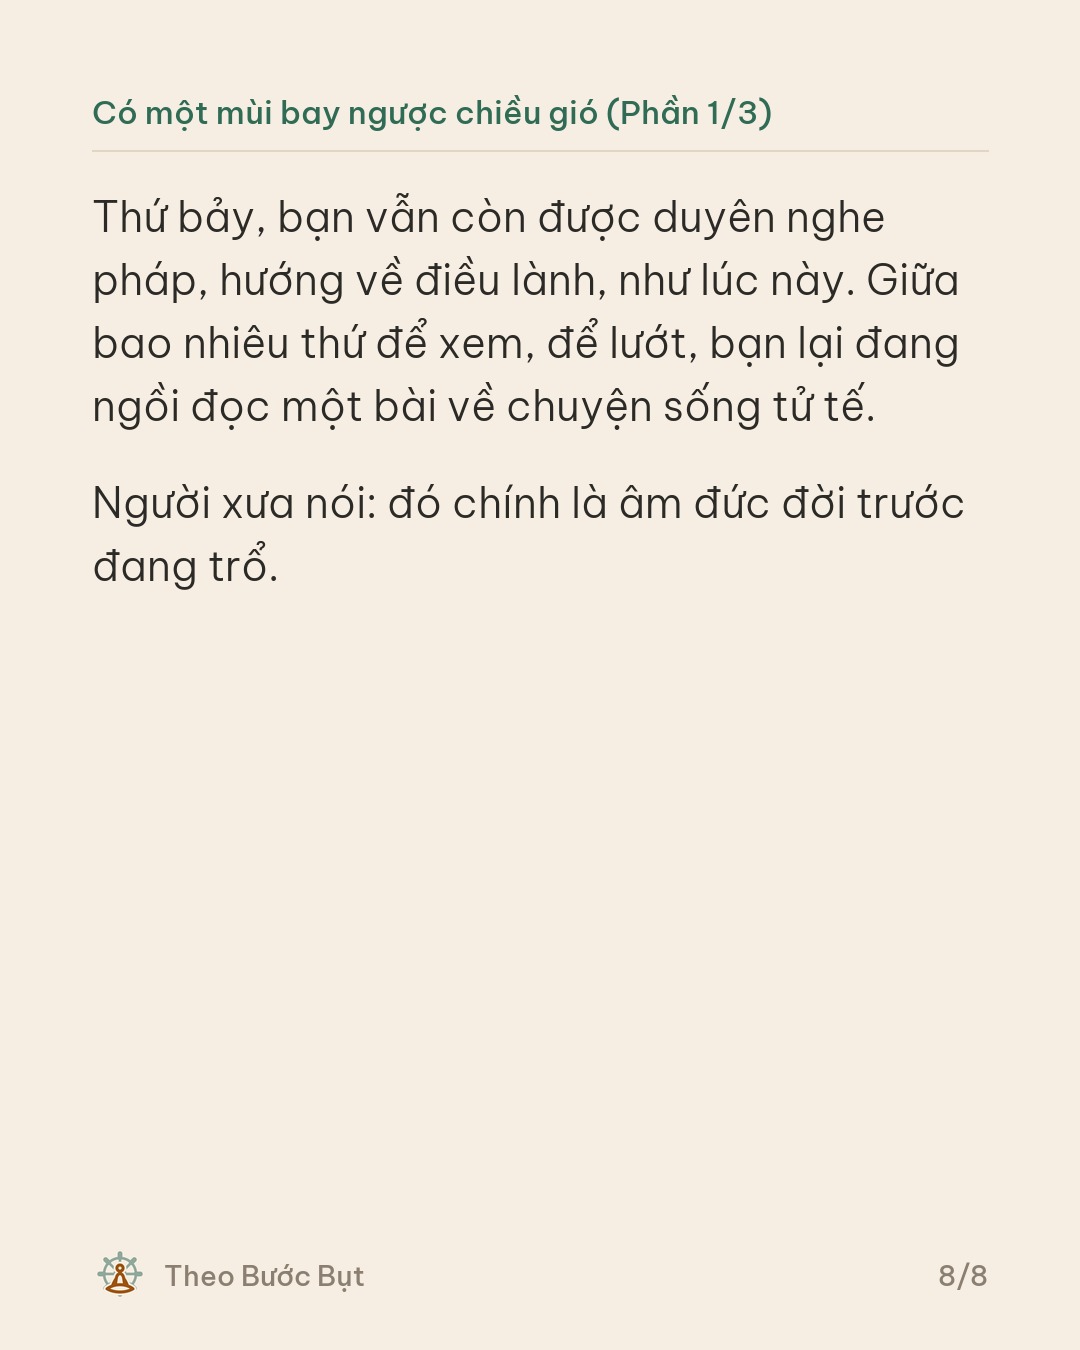 Có một mùi bay ngược chiều gió (Phần 1/3)
Thứ bảy, bạn vẫn còn được duyên nghe
pháp, hướng về điều lành, như lúc này. Giữa
bao nhiêu thứ để xem, để lướt, bạn lại đang
ngồi đọc một bài về chuyện sống tử tế.
Người xưa nói: đó chính là âm đức đời trước
đang trổ.
Theo Bước Bụt
8/8